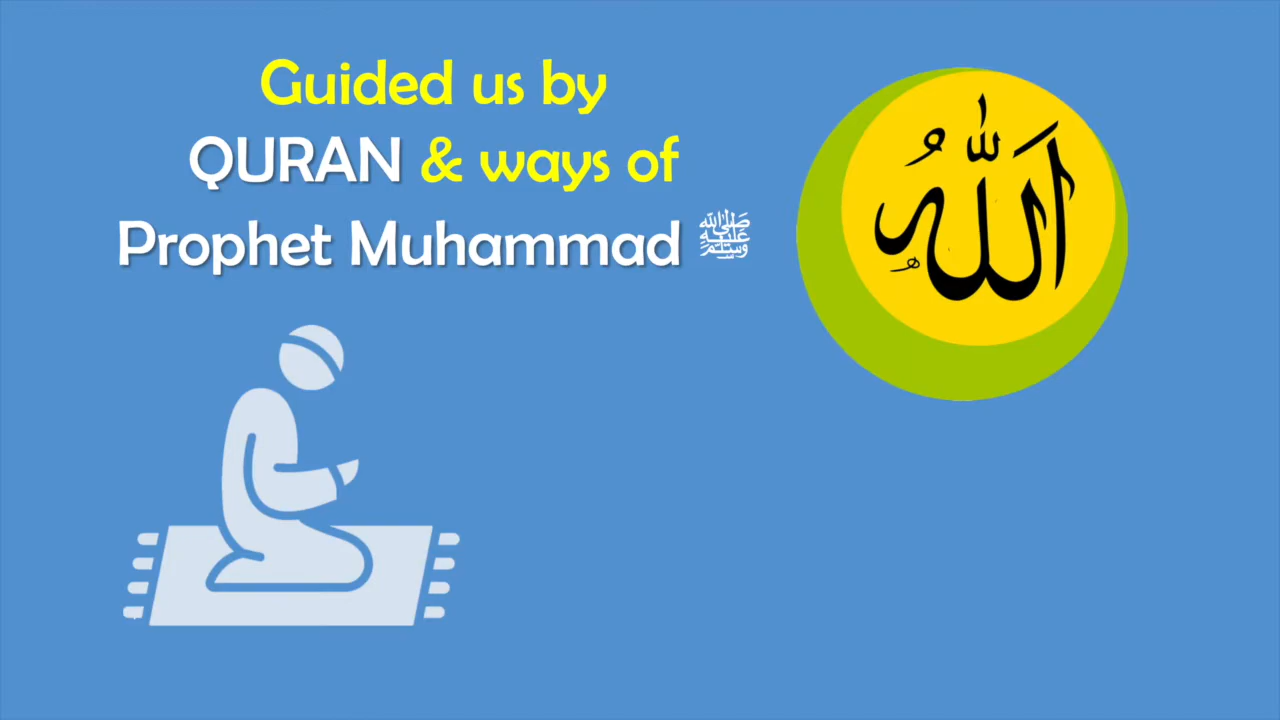 Guided us by
QURAN & ways of
Prophet Muhammad ﷺ
الله